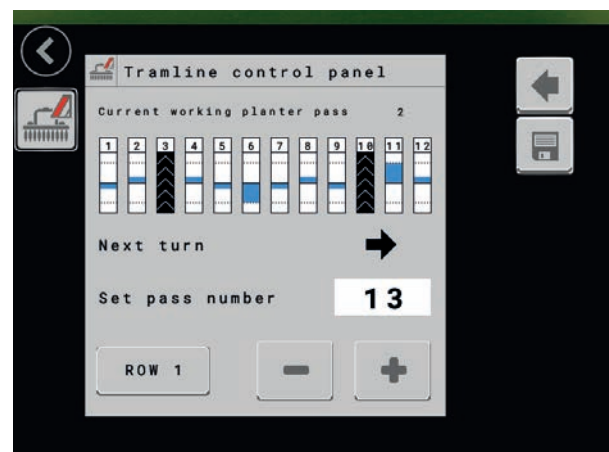 Tramline control panel
Current working planter pass 2
1 2 3 4 5 6 7 8 9 10 11 12
Next turn
Set pass number 13
ROW 1